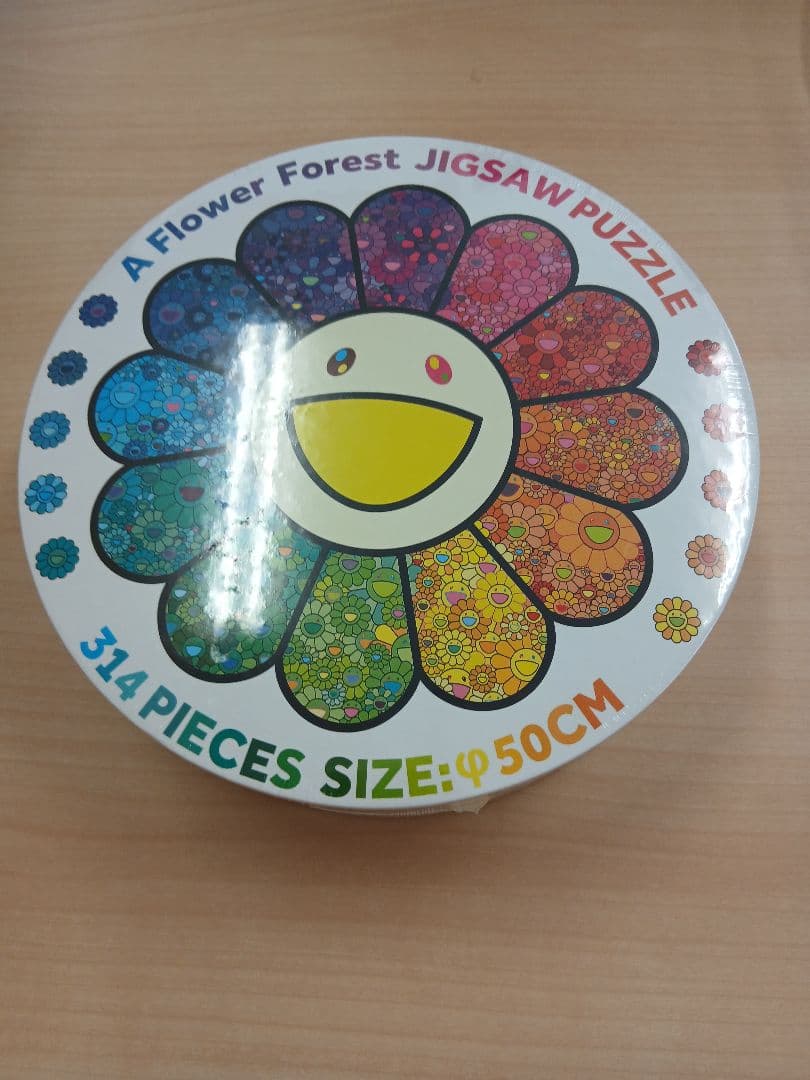 A Flower Forest JIGSAW PUZZLE
314 PIECES SIZE:φ50CM